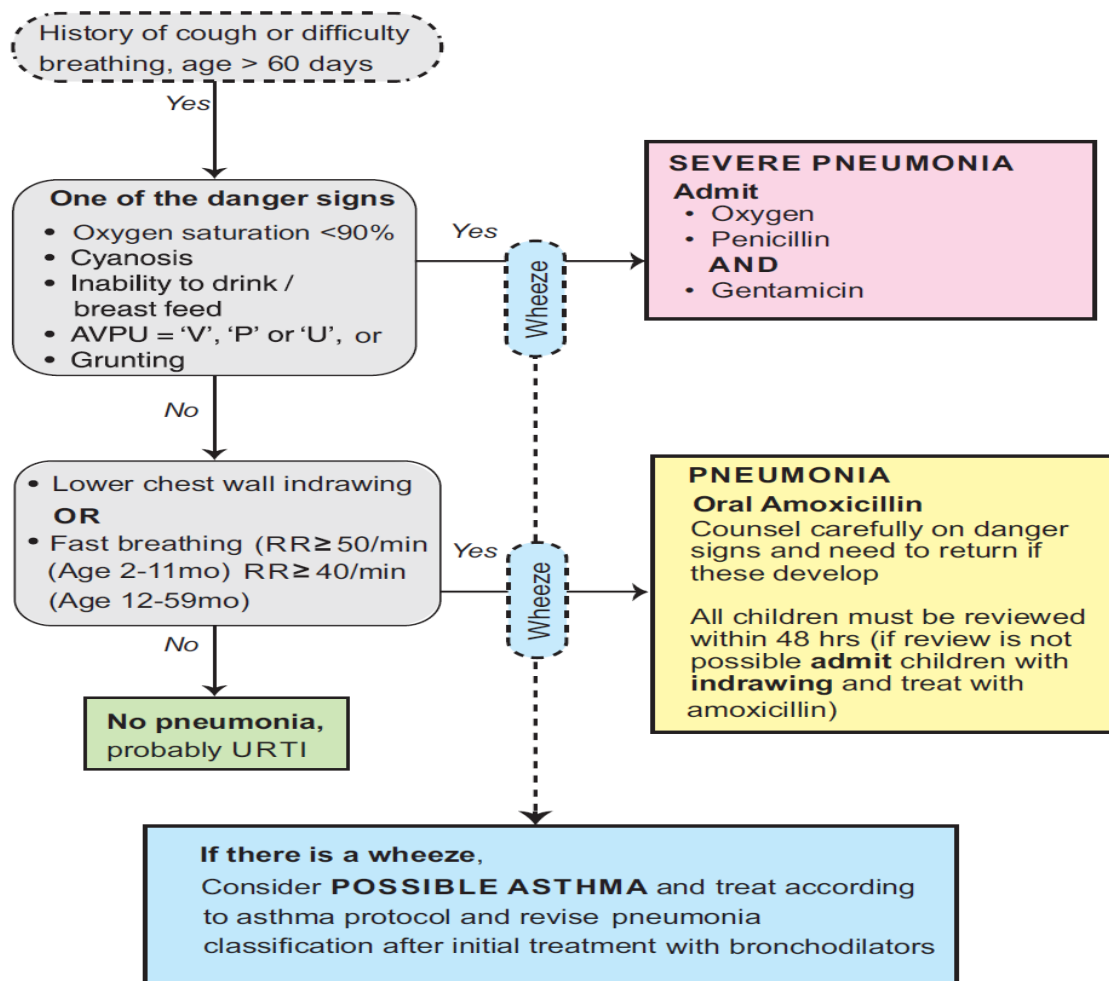 History of cough or difficulty
breathing, age > 60 days
Yes
One of the danger signs
• Oxygen saturation <90%
• Cyanosis
• Inability to drink /
breast feed
• AVPU = ‘V’, ‘P’ or ‘U’, or
• Grunting
Yes
Wheeze
SEVERE PNEUMONIA
Admit
• Oxygen
• Penicillin
AND
• Gentamicin
No
• Lower chest wall indrawing
OR
• Fast breathing (RR≥ 50/min
(Age 2-11mo) RR≥ 40/min
(Age 12-59mo)
Yes
Wheeze
PNEUMONIA
Oral Amoxicillin
Counsel carefully on danger
signs and need to return if
these develop
All children must be reviewed
within 48 hrs (if review is not
possible admit children with
indrawing and treat with
amoxicillin)
No
No pneumonia,
probably URTI
If there is a wheeze,
Consider POSSIBLE ASTHMA and treat according
to asthma protocol and revise pneumonia
classification after initial treatment with bronchodilators